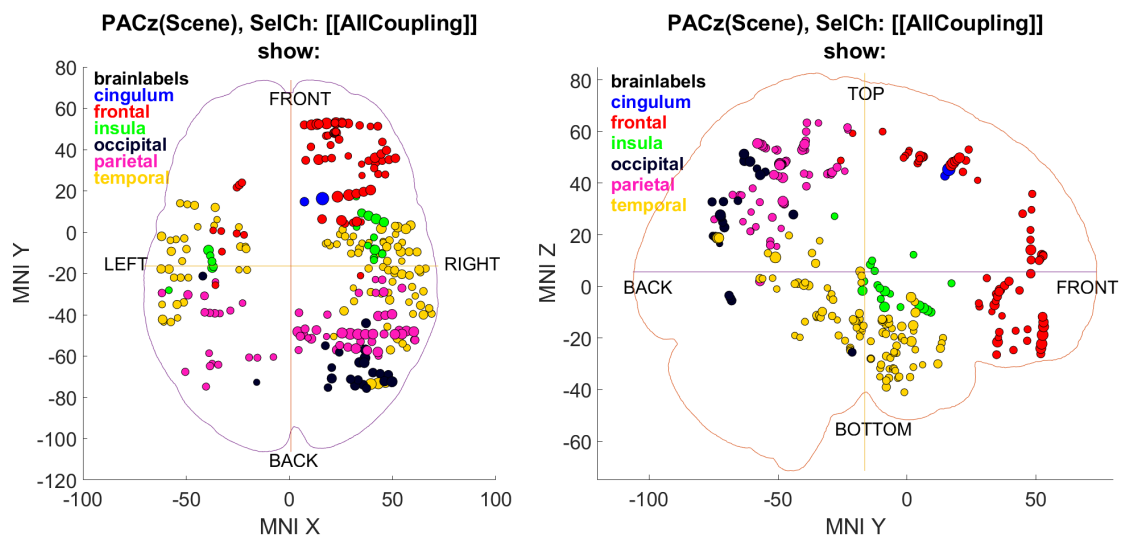 PACz(Scene), SelCh: [[AllCoupling]]
show:
80
60
40
20
0
-20
-40
-60
-80
-100
-120
MNI Y
brainlabels
cingulum
frontal
insula
occipital
parietal
temporal
FRONT
LEFT
RIGHT
BACK
-100
-50
0
50
100
MNI X
PACz(Scene), SelCh: [[AllCoupling]]
show:
80
60
40
20
0
-20
-40
-60
MNI Z
brainlabels
cingulum
frontal
insula
occipital
parietal
temporal
TOP
BACK
FRONT
BOTTOM
-100
-50
0
50
MNI Y